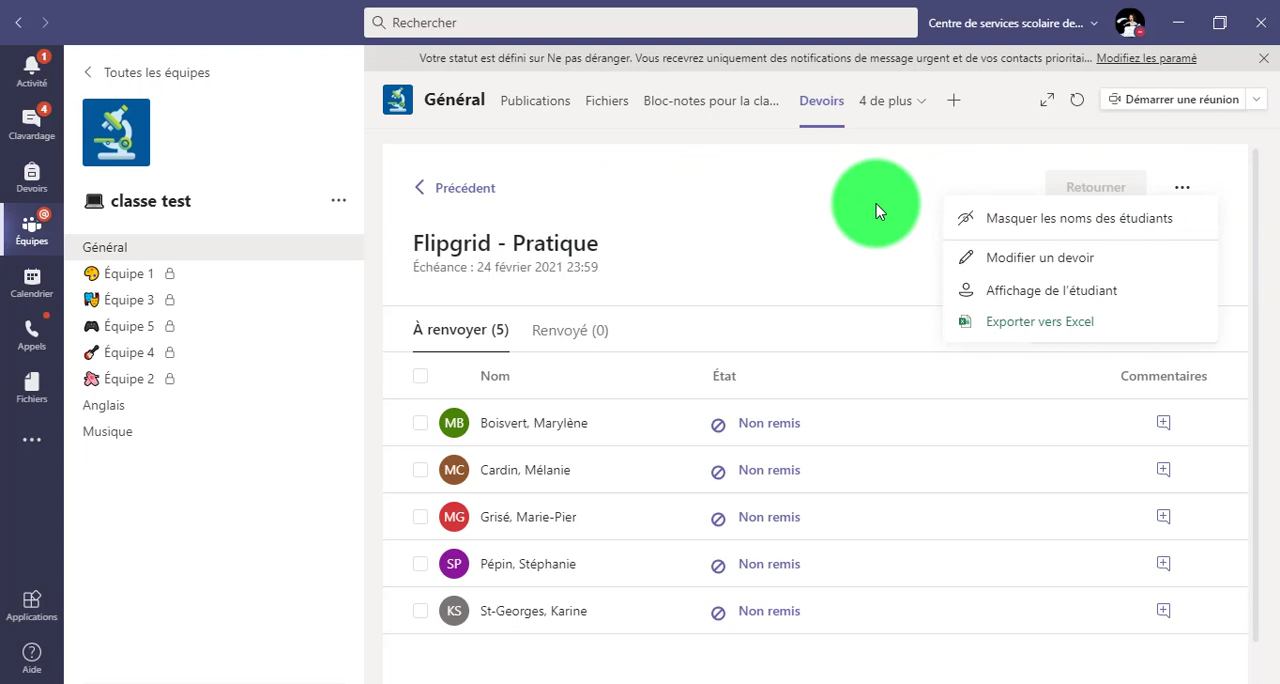 Rechercher
Centre de services scolaire de...
Votre statut est défini sur Ne pas déranger. Vous recevrez uniquement des notifications de message urgent et de vos contacts prioritai... Modifiez les paramè
1
Activité
4
Clavardage
Devoirs
@
Équipes
Calendrier
Appels
Fichiers
Applications
Aide
Toutes les équipes
classe test
Général
Équipe 1
Équipe 3
Équipe 5
Équipe 4
Équipe 2
Anglais
Musique
Général Publications Fichiers Bloc-notes pour la cla... Devoirs 4 de plus
Démarrer une réunion
Précédent
Retourner
Flipgrid - Pratique
Échéance : 24 février 2021 23:59
Masquer les noms des étudiants
Modifier un devoir
Affichage de l'étudiant
Exporter vers Excel
À renvoyer (5) Renvoyé (0)
Nom État Commentaires
MB Boisvert, Marylène Non remis
MC Cardin, Mélanie Non remis
MG Grisé, Marie-Pier Non remis
SP Pépin, Stéphanie Non remis
KS St-Georges, Karine Non remis